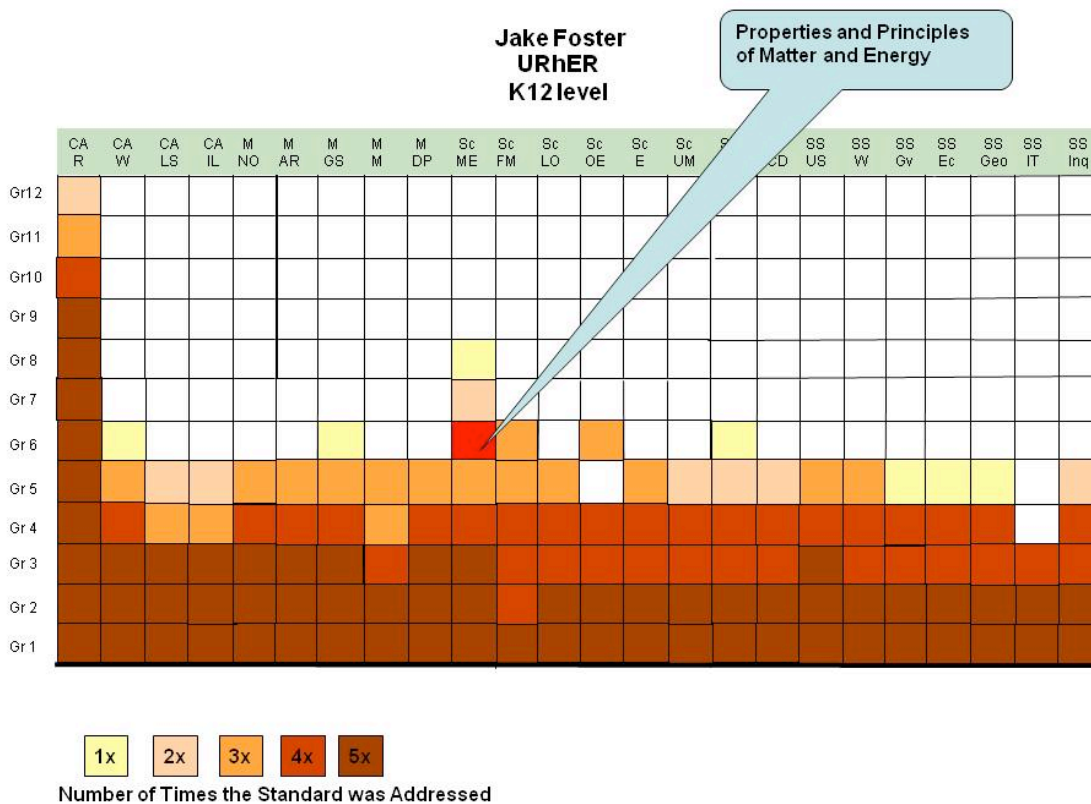 Jake Foster
URhER
K12 level
Properties and Principles
of Matter and Energy
CA CA CA CA M M M M M Sc Sc Sc Sc Sc Sc SS SS SS SS SS SS SS
R W LS IL NO AR GS M DP ME FM LO OE E UM CD US W Gv Ec Geo IT Inq
Gr12
Gr11
Gr10
Gr 9
Gr 8
Gr 7
Gr 6
Gr 5
Gr 4
Gr 3
Gr 2
Gr 1
1x 2x 3x 4x 5x
Number of Times the Standard was Addressed